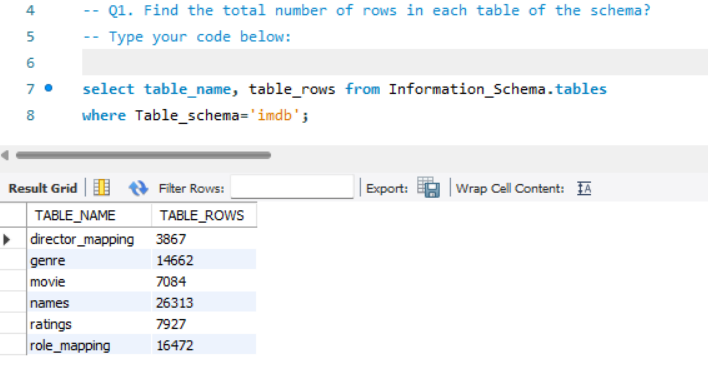 4 -- Q1. Find the total number of rows in each table of the schema?
5 -- Type your code below:
6
7 select table_name, table_rows from Information_Schema.tables
8 where Table_schema='imdb';
Result Grid Filter Rows: Export: Wrap Cell Content:
TABLE_NAME TABLE_ROWS
director_mapping 3867
genre 14662
movie 7084
names 26313
ratings 7927
role_mapping 16472